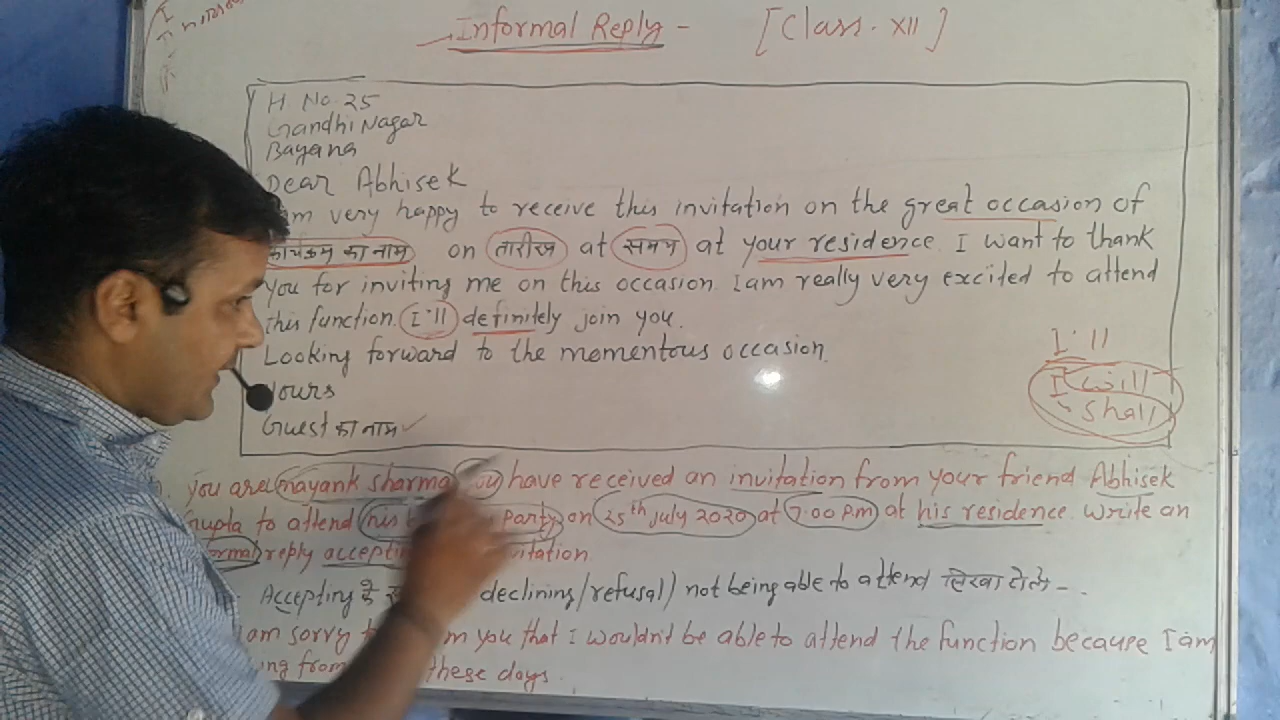 Informal Reply - [Class. XII]
H No. 25
Gandhi Nagar
Bayana
Dear Abhisek
am very happy to receive this invitation on the great occasion of
कार्यक्रम का नाम on तारीख at समय at your residence. I want to thank
you for inviting me on this occasion. I am really very excited to attend
this function. I'll definitely join you.
Looking forward to the momentous occasion.
yours
Guest का नाम
I'll
I will
shall
you are mayank sharma you have received an invitation from your friend Abhisek
Gupta to attend his party on 25th July 2020 at 7:00 PM at his residence. Write an
reply accepting invitation.
Accepting के declining/refusal/ not being able to attend लिखा होले -.
am sorry you that I wouldn't be able to attend the function because I am
from these days.